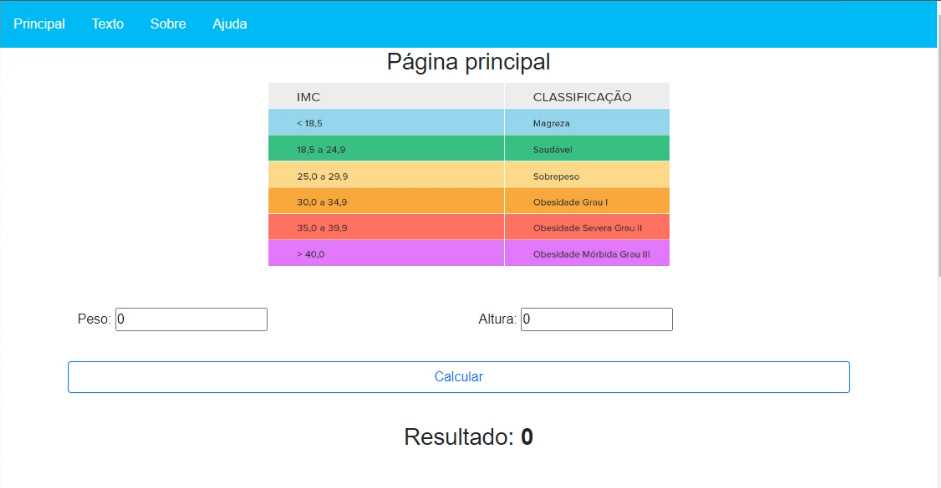 Principal Texto Sobre Ajuda
Página principal
IMC CLASSIFICAÇÃO
< 18,5 Magreza
18,5 a 24,9 Saudável
25,0 a 29,9 Sobrepeso
30,0 a 34,9 Obesidade Grau I
35,0 a 39,9 Obesidade Severa Grau II
> 40,0 Obesidade Mórbida Grau III
Peso: 0 Altura: 0
Calcular
Resultado: 0